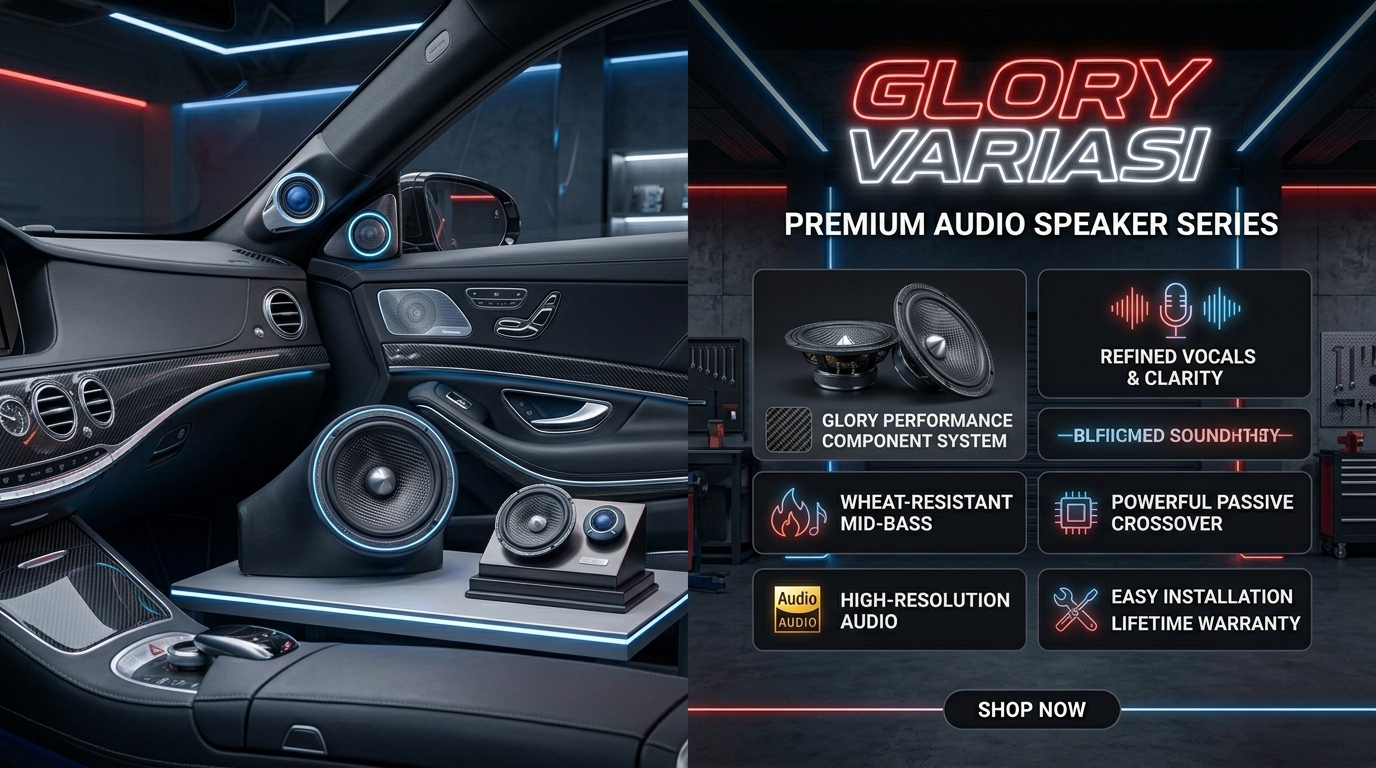 GLORY
VARIASI
PREMIUM AUDIO SPEAKER SERIES
GLORY PERFORMANCE
COMPONENT SYSTEM
REFINED VOCALS
& CLARITY
WHEAT-RESISTANT
MID-BASS
POWERFUL PASSIVE
CROSSOVER
Audio
AUDIO
HIGH-RESOLUTION
AUDIO
EASY INSTALLATION
LIFETIME WARRANTY
SHOP NOW